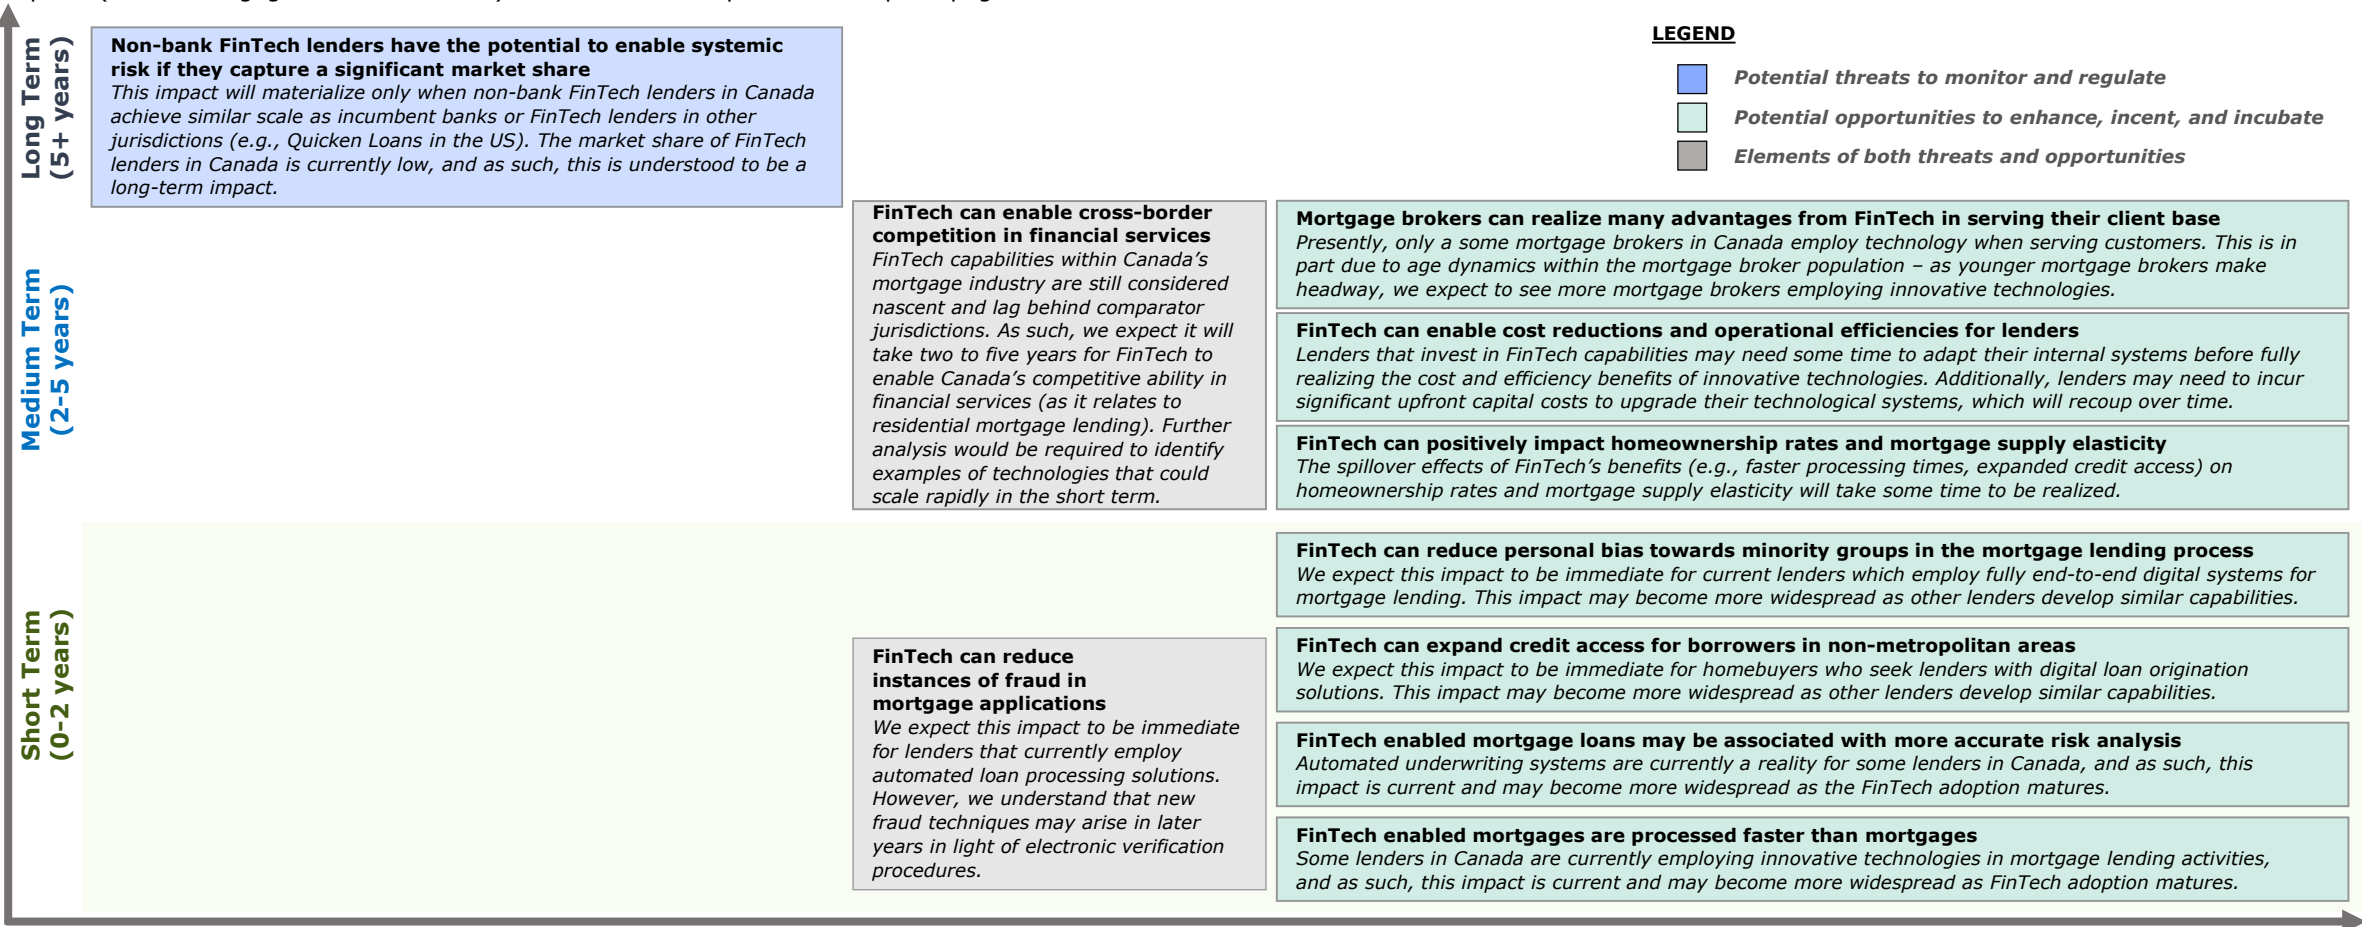 Long Term
(5+ years)
Non-bank FinTech lenders have the potential to enable systemic
risk if they capture a significant market share
This impact will materialize only when non-bank FinTech lenders in Canada
achieve similar scale as incumbent banks or FinTech lenders in other
jurisdictions (e.g., Quicken Loans in the US). The market share of FinTech
lenders in Canada is currently low, and as such, this is understood to be a
long-term impact.
LEGEND
Potential threats to monitor and regulate
Potential opportunities to enhance, incent, and incubate
Elements of both threats and opportunities
Medium Term
(2–5 years)
FinTech can enable cross-border
competition in financial services
FinTech capabilities within Canada’s
mortgage industry are still considered
nascent and lag behind comparator
jurisdictions. As such, we expect it will
take two to five years for FinTech to
enable Canada’s competitive ability in
financial services (as it relates to
residential mortgage lending). Further
analysis would be required to identify
examples of technologies that could
scale rapidly in the short term.
Mortgage brokers can realize many advantages from FinTech in serving their client base
Presently, only a some mortgage brokers in Canada employ technology when serving customers. This is in
part due to age dynamics within the mortgage broker population – as younger mortgage brokers make
headway, we expect to see more mortgage brokers employing innovative technologies.
FinTech can enable cost reductions and operational efficiencies for lenders
Lenders that invest in FinTech capabilities may need some time to adapt their internal systems before fully
realizing the cost and efficiency benefits of innovative technologies. Additionally, lenders may need to incur
significant upfront capital costs to upgrade their technological systems, which will recoup over time.
FinTech can positively impact homeownership rates and mortgage supply elasticity
The spillover effects of FinTech’s benefits (e.g., faster processing times, expanded credit access) on
homeownership rates and mortgage supply elasticity will take some time to be realized.
Short Term
(0-2 years)
FinTech can reduce
instances of fraud in
mortgage applications
We expect this impact to be immediate
for lenders that currently employ
automated loan processing solutions.
However, we understand that new
fraud techniques may arise in later
years in light of electronic verification
procedures.
FinTech can reduce personal bias towards minority groups in the mortgage lending process
We expect this impact to be immediate for current lenders which employ fully end-to-end digital systems for
mortgage lending. This impact may become more widespread as other lenders develop similar capabilities.
FinTech can expand credit access for borrowers in non-metropolitan areas
We expect this impact to be immediate for homebuyers who seek lenders with digital loan origination
solutions. This impact may become more widespread as other lenders develop similar capabilities.
FinTech enabled mortgage loans may be associated with more accurate risk analysis
Automated underwriting systems are currently a reality for some lenders in Canada, and as such, this
impact is current and may become more widespread as the FinTech adoption matures.
FinTech enabled mortgages are processed faster than mortgages
Some lenders in Canada are currently employing innovative technologies in mortgage lending activities,
and as such, this impact is current and may become more widespread as FinTech adoption matures.